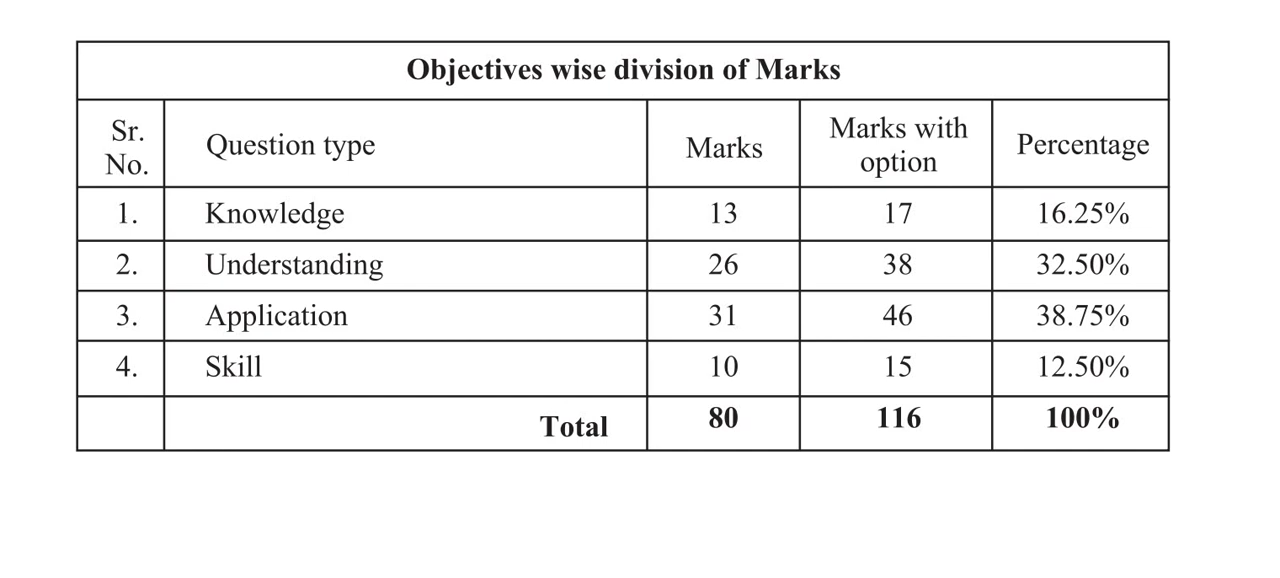 Objectives wise division of Marks
Sr. No. Question type Marks Marks with option Percentage
1. Knowledge 13 17 16.25%
2. Understanding 26 38 32.50%
3. Application 31 46 38.75%
4. Skill 10 15 12.50%
Total 80 116 100%